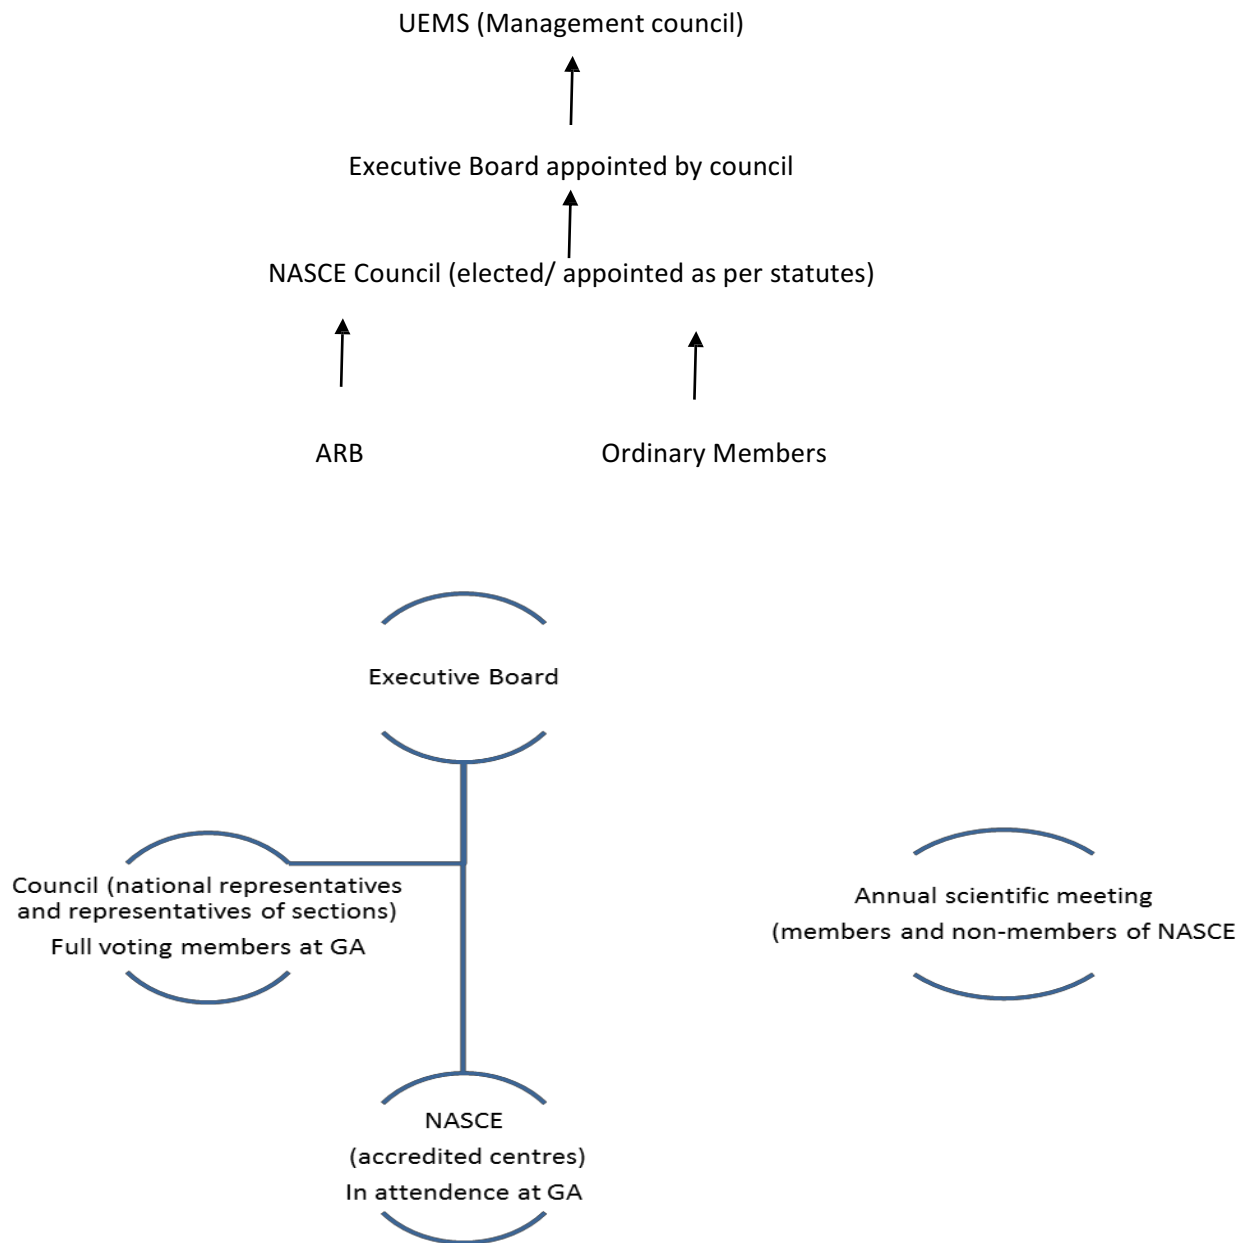 UEMS (Management council)
Executive Board appointed by council
NASCE Council (elected/ appointed as per statutes)
ARB
Ordinary Members
Executive Board
Council (national representatives
and representatives of sections)
Full voting members at GA
Annual scientific meeting
(members and non-members of NASCE
NASCE
(accredited centres)
In attendence at GA